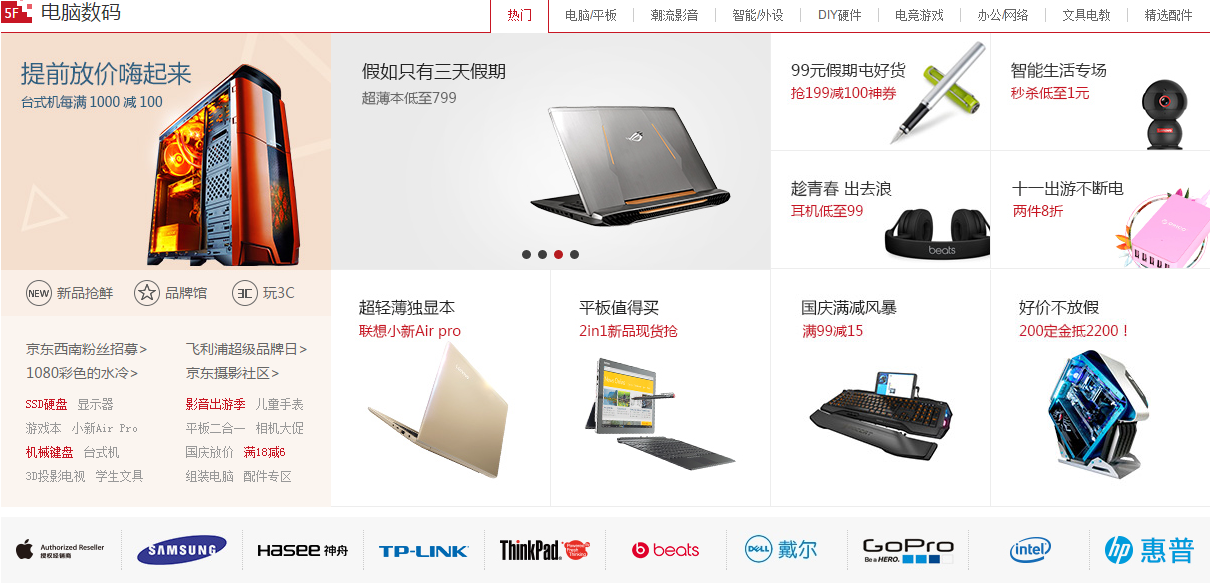 5F 电脑数码
热门 电脑/平板 潮流影音 智能/外设 DIY硬件 电竞游戏 办公/网络 文具电教 精选配件
提前放价嗨起来
台式机每满 1000 减 100
假如只有三天假期
超薄本低至799
99元假期屯好货
抢199减100神券
智能生活专场
秒杀低至1元
趁青春 出去浪
耳机低至99
beats
十一出游不断电
两件8折
NEW 新品抢鲜 品牌馆 3C 玩3C
京东西南粉丝招募>
飞利浦超级品牌日>
1080彩色的水冷>
京东摄影社区>
SSD硬盘 显示器
影音出游季 儿童手表
游戏本 小新Air Pro
平板二合一 相机大促
机械键盘 台式机
国庆放价 满18减6
3D投影电视 学生文具
组装电脑 配件专区
超轻薄独显本
联想小新Air pro
平板值得买
2in1新品现货抢
国庆满减风暴
满99减15
好价不放假
200定金抵2200！
Authorized Reseller
授权经销商
SAMSUNG
Hasee 神舟
TP-LINK
ThinkPad
beats
DELL 戴尔
GoPro
Be a HERO.
intel
hp 惠普